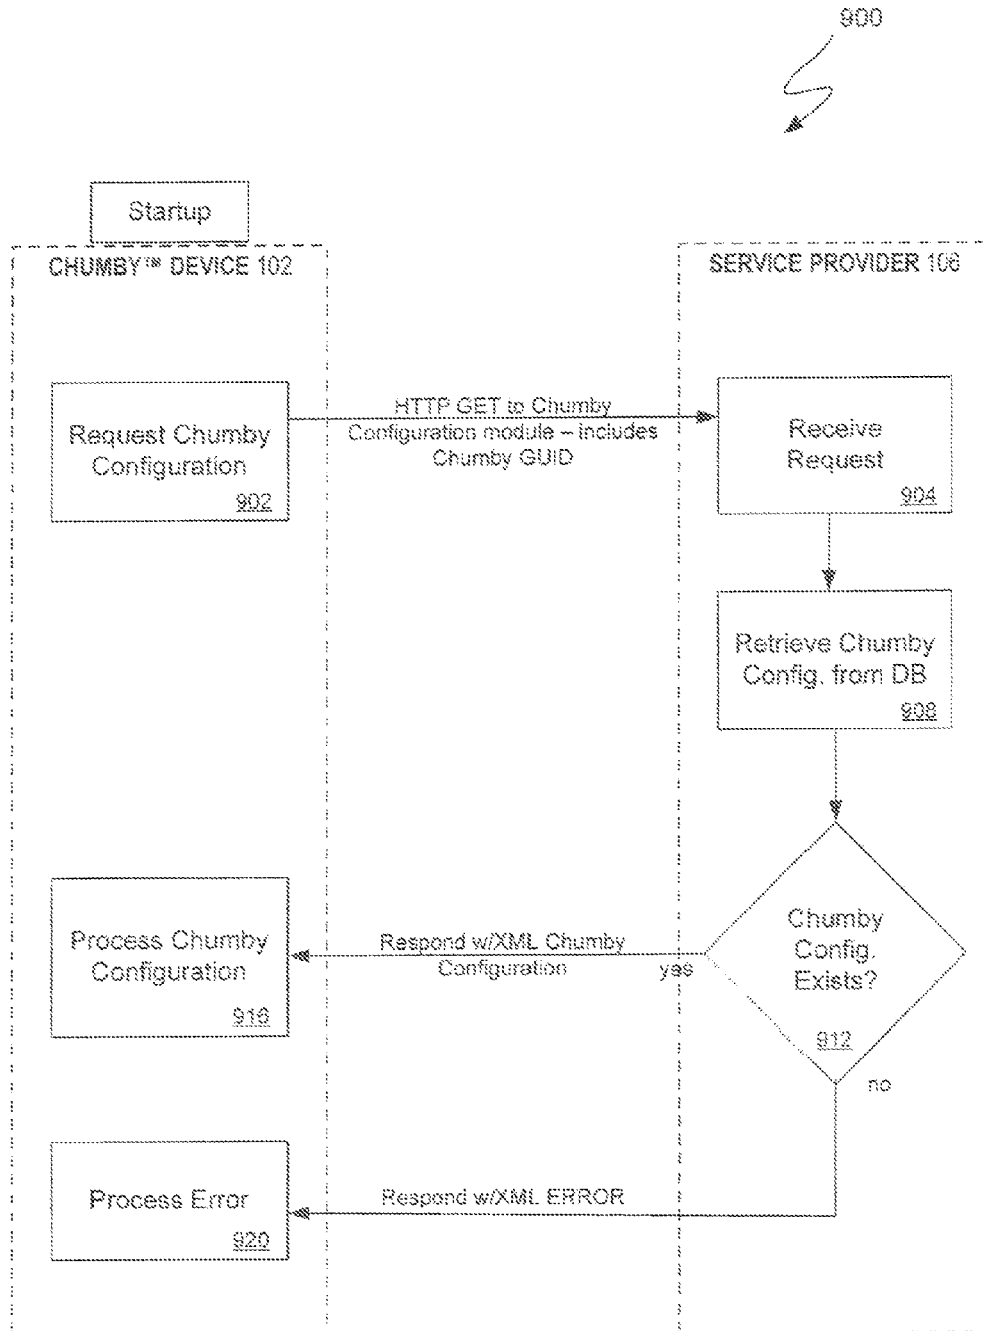 900
Startup
CHUMBY™ DEVICE 102
SERVICE PROVIDER 106
Request Chumby
Configuration
902
HTTP GET to Chumby
Configuration module – includes
Chumby GUID
Receive
Request
904
Retrieve Chumby
Config. from DB
908
Chumby
Config.
Exists?
912
yes
no
Respond w/XML Chumby
Configuration
Process Chumby
Configuration
916
Respond w/XML ERROR
Process Error
920